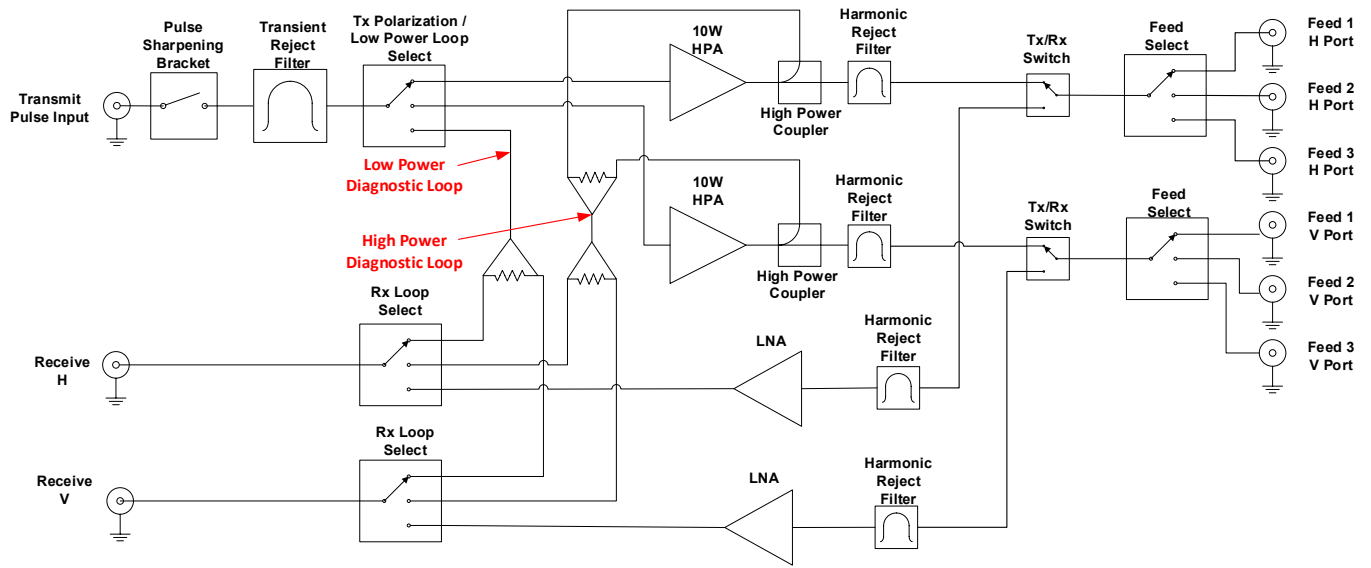 Pulse
Sharpening
Bracket
Transient
Reject
Filter
Tx Polarization /
Low Power Loop
Select
10W
HPA
Harmonic
Reject
Filter
Tx/Rx
Switch
Feed
Select
Feed 1
H Port
Transmit
Pulse Input
High Power
Coupler
Feed 2
H Port
Feed 3
H Port
Low Power
Diagnostic Loop
10W
HPA
Harmonic
Reject
Filter
Tx/Rx
Switch
Feed
Select
Feed 1
V Port
High Power
Diagnostic Loop
High Power
Coupler
Feed 2
V Port
Rx Loop
Select
Receive
H
LNA
Harmonic
Reject
Filter
Feed 3
V Port
Rx Loop
Select
Receive
V
LNA
Harmonic
Reject
Filter